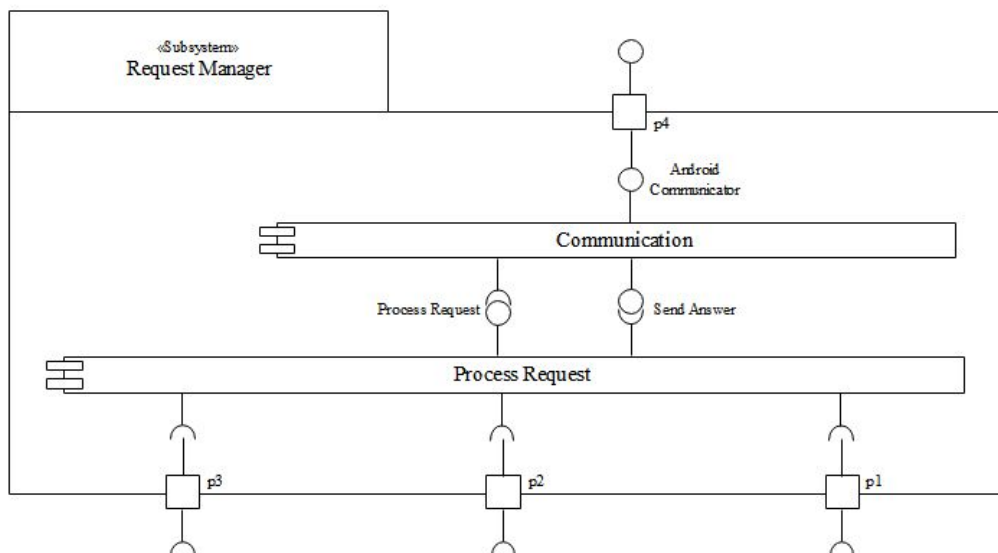 «Subsystem»
Request Manager
p4
Android
Communicator
Communication
Process Request
Send Answer
Process Request
p3
p2
p1